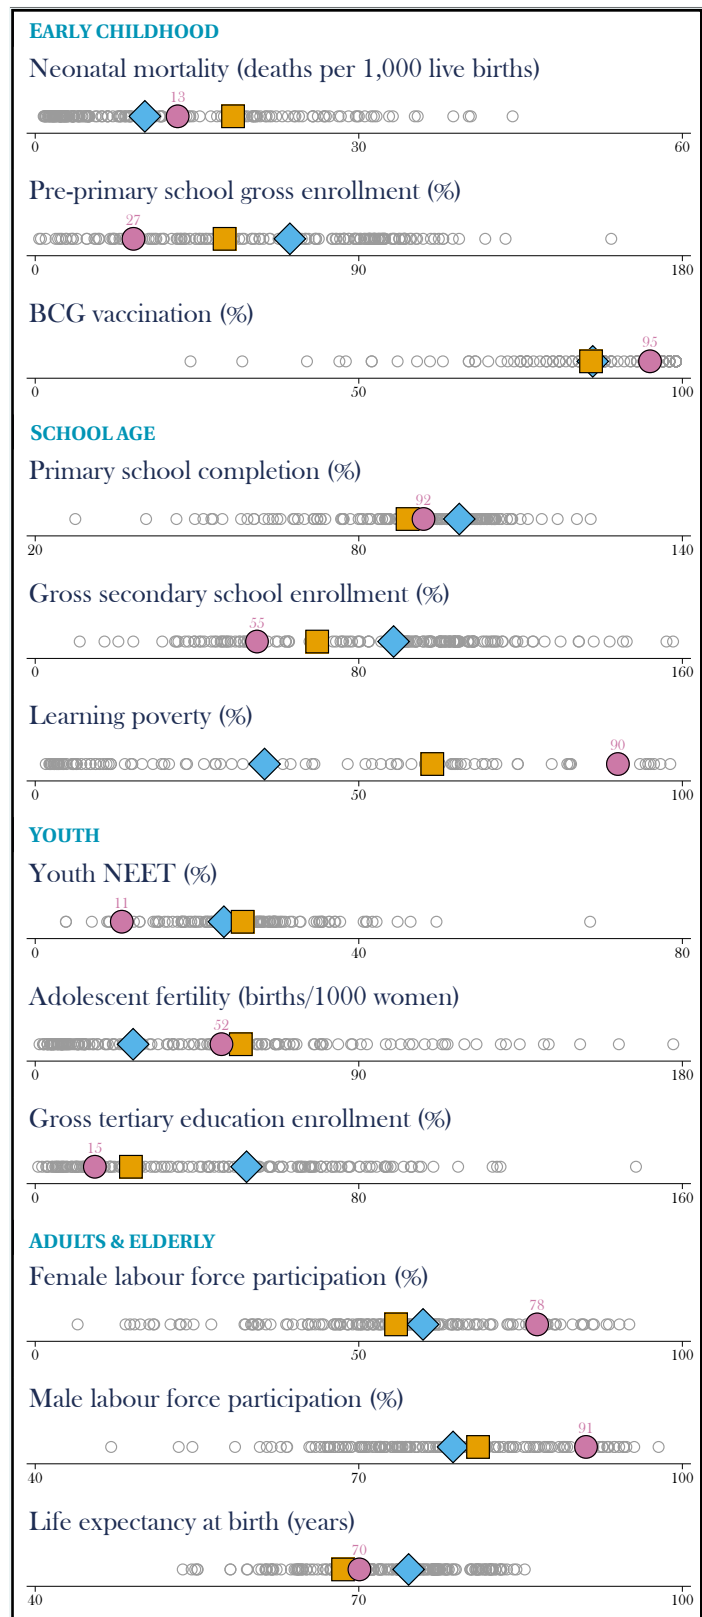 EARLY CHILDHOOD
Neonatal mortality (deaths per 1,000 live births)
13
0 30 60
Pre-primary school gross enrollment (%)
27
0 90 180
BCG vaccination (%)
95
0 50 100
SCHOOL AGE
Primary school completion (%)
92
20 80 140
Gross secondary school enrollment (%)
55
0 80 160
Learning poverty (%)
90
0 50 100
YOUTH
Youth NEET (%)
11
0 40 80
Adolescent fertility (births/1000 women)
52
0 90 180
Gross tertiary education enrollment (%)
15
0 80 160
ADULTS & ELDERLY
Female labour force participation (%)
78
0 50 100
Male labour force participation (%)
91
40 70 100
Life expectancy at birth (years)
70
40 70 100